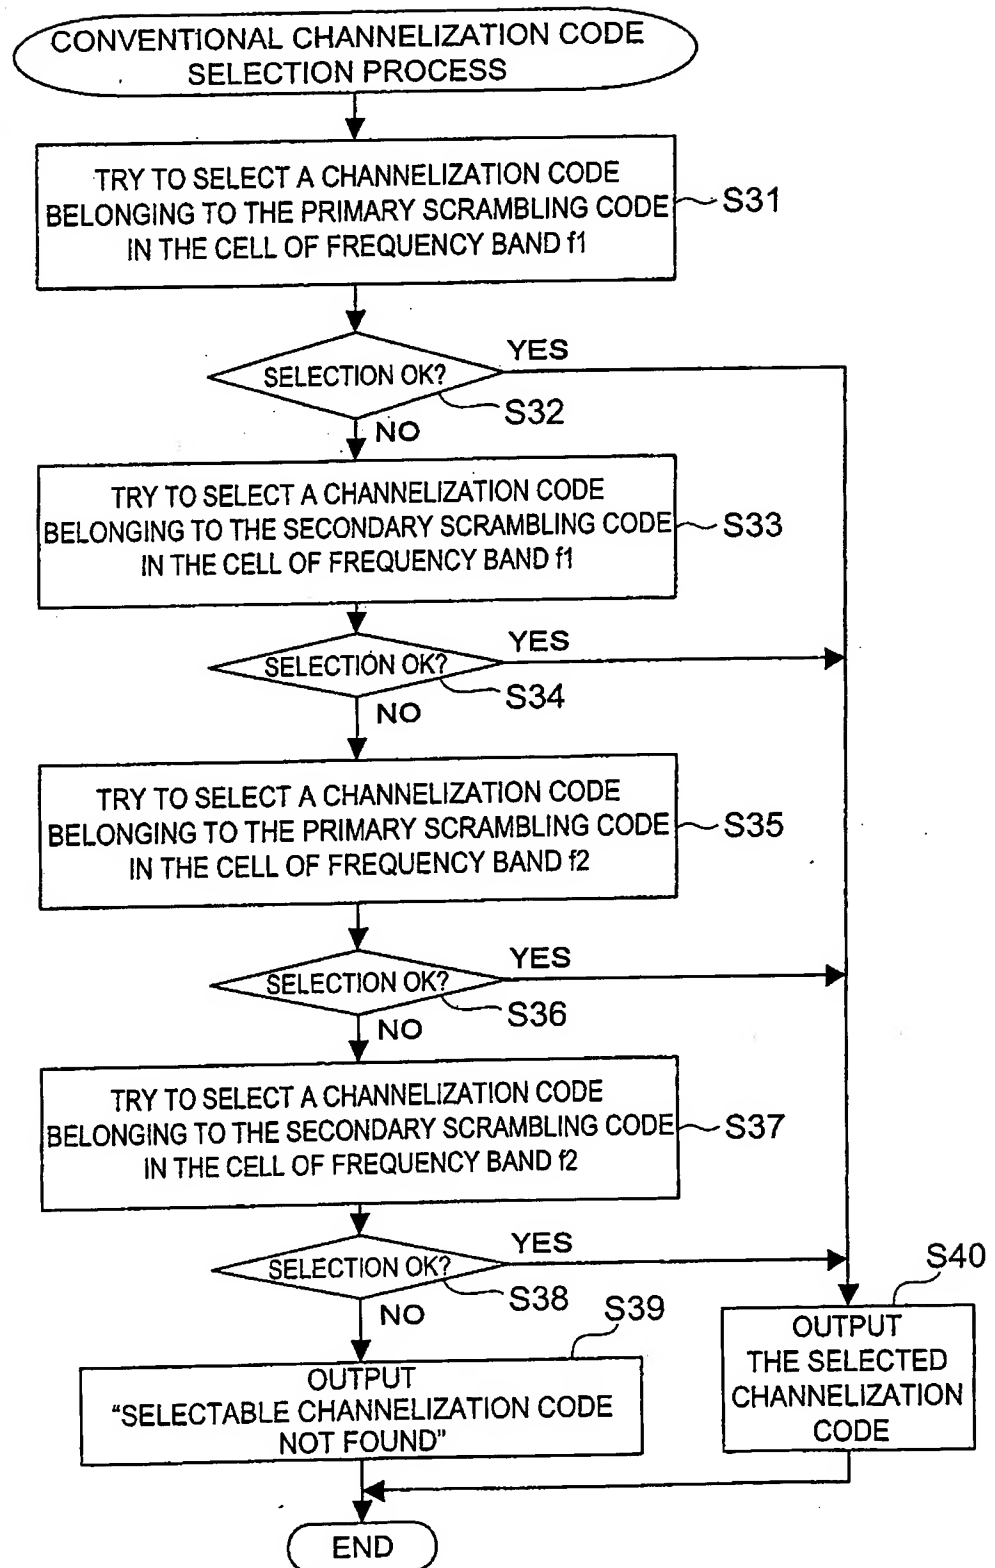 CONVENTIONAL CHANNELIZATION CODE
SELECTION PROCESS
TRY TO SELECT A CHANNELIZATION CODE
BELONGING TO THE PRIMARY SCRAMBLING CODE
IN THE CELL OF FREQUENCY BAND f1
S31
SELECTION OK?
YES
S32
NO
TRY TO SELECT A CHANNELIZATION CODE
BELONGING TO THE SECONDARY SCRAMBLING CODE
IN THE CELL OF FREQUENCY BAND f1
S33
SELECTION OK?
YES
S34
NO
TRY TO SELECT A CHANNELIZATION CODE
BELONGING TO THE PRIMARY SCRAMBLING CODE
IN THE CELL OF FREQUENCY BAND f2
S35
SELECTION OK?
YES
S36
NO
TRY TO SELECT A CHANNELIZATION CODE
BELONGING TO THE SECONDARY SCRAMBLING CODE
IN THE CELL OF FREQUENCY BAND f2
S37
SELECTION OK?
YES
S38
NO
S39
OUTPUT
“SELECTABLE CHANNELIZATION CODE
NOT FOUND”
S40
OUTPUT
THE SELECTED
CHANNELIZATION
CODE
END